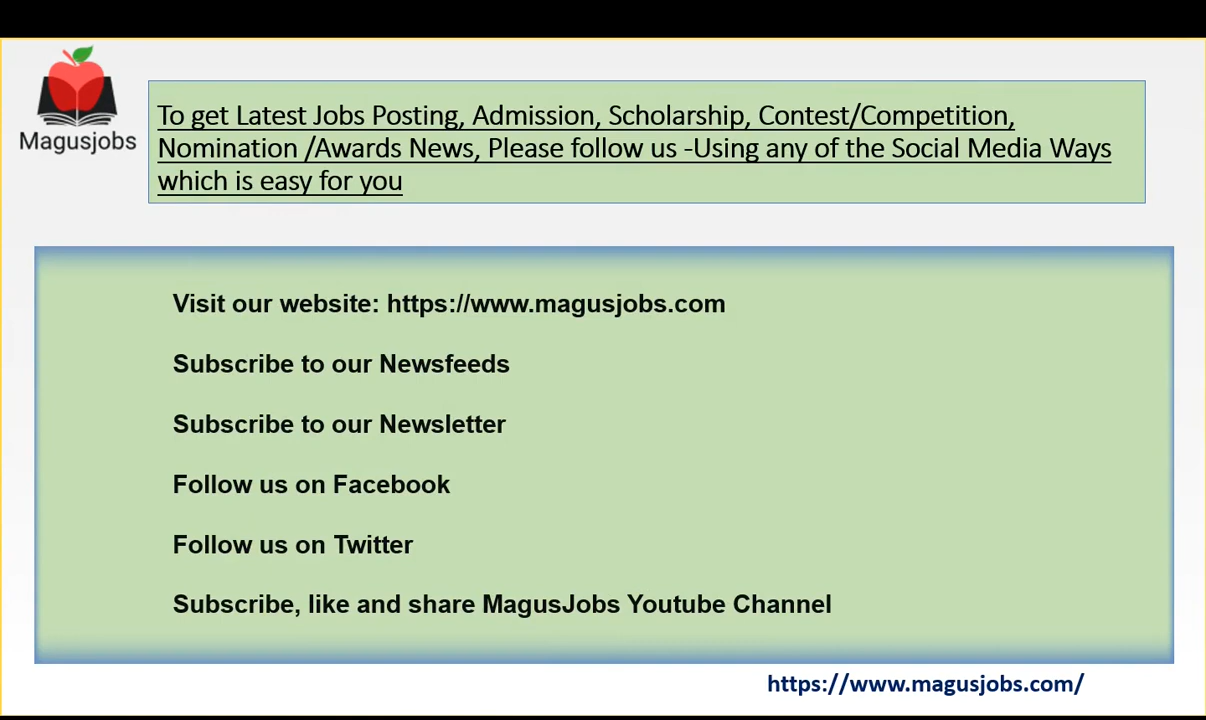 Magusjobs
To get Latest Jobs Posting, Admission, Scholarship, Contest/Competition,
Nomination /Awards News, Please follow us -Using any of the Social Media Ways
which is easy for you
Visit our website: https://www.magusjobs.com
Subscribe to our Newsfeeds
Subscribe to our Newsletter
Follow us on Facebook
Follow us on Twitter
Subscribe, like and share MagusJobs Youtube Channel
https://www.magusjobs.com/